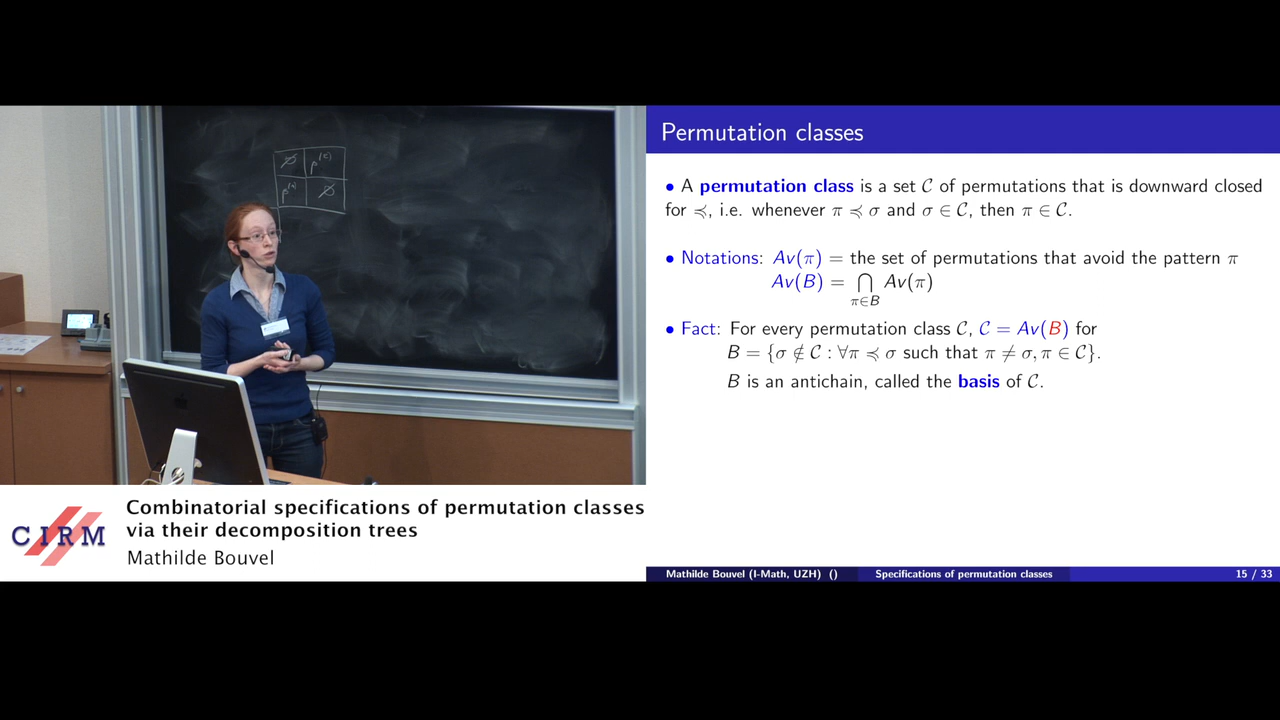 Permutation classes
• A permutation class is a set 𝒞 of permutations that is downward closed
for ≼, i.e. whenever π ≼ σ and σ ∈ 𝒞, then π ∈ 𝒞.
• Notations: Av(π) = the set of permutations that avoid the pattern π
Av(B) = ⋂ Av(π)
π∈B
• Fact: For every permutation class 𝒞, 𝒞 = Av(B) for
B = {σ ∉ 𝒞 : ∀π ≼ σ such that π ≠ σ, π ∈ 𝒞}.
B is an antichain, called the basis of 𝒞.
Mathilde Bouvel (I-Math, UZH) ()
Specifications of permutation classes
15 / 33
CIRM
Combinatorial specifications of permutation classes
via their decomposition trees
Mathilde Bouvel